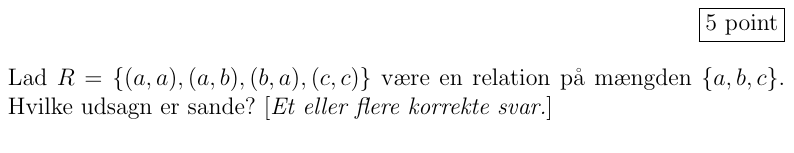 5 point
Lad R = {(a, a), (a, b), (b, a), (c, c)} være en relation på mængden {a, b, c}.
Hvilke udsagn er sande? [Et eller flere korrekte svar.]